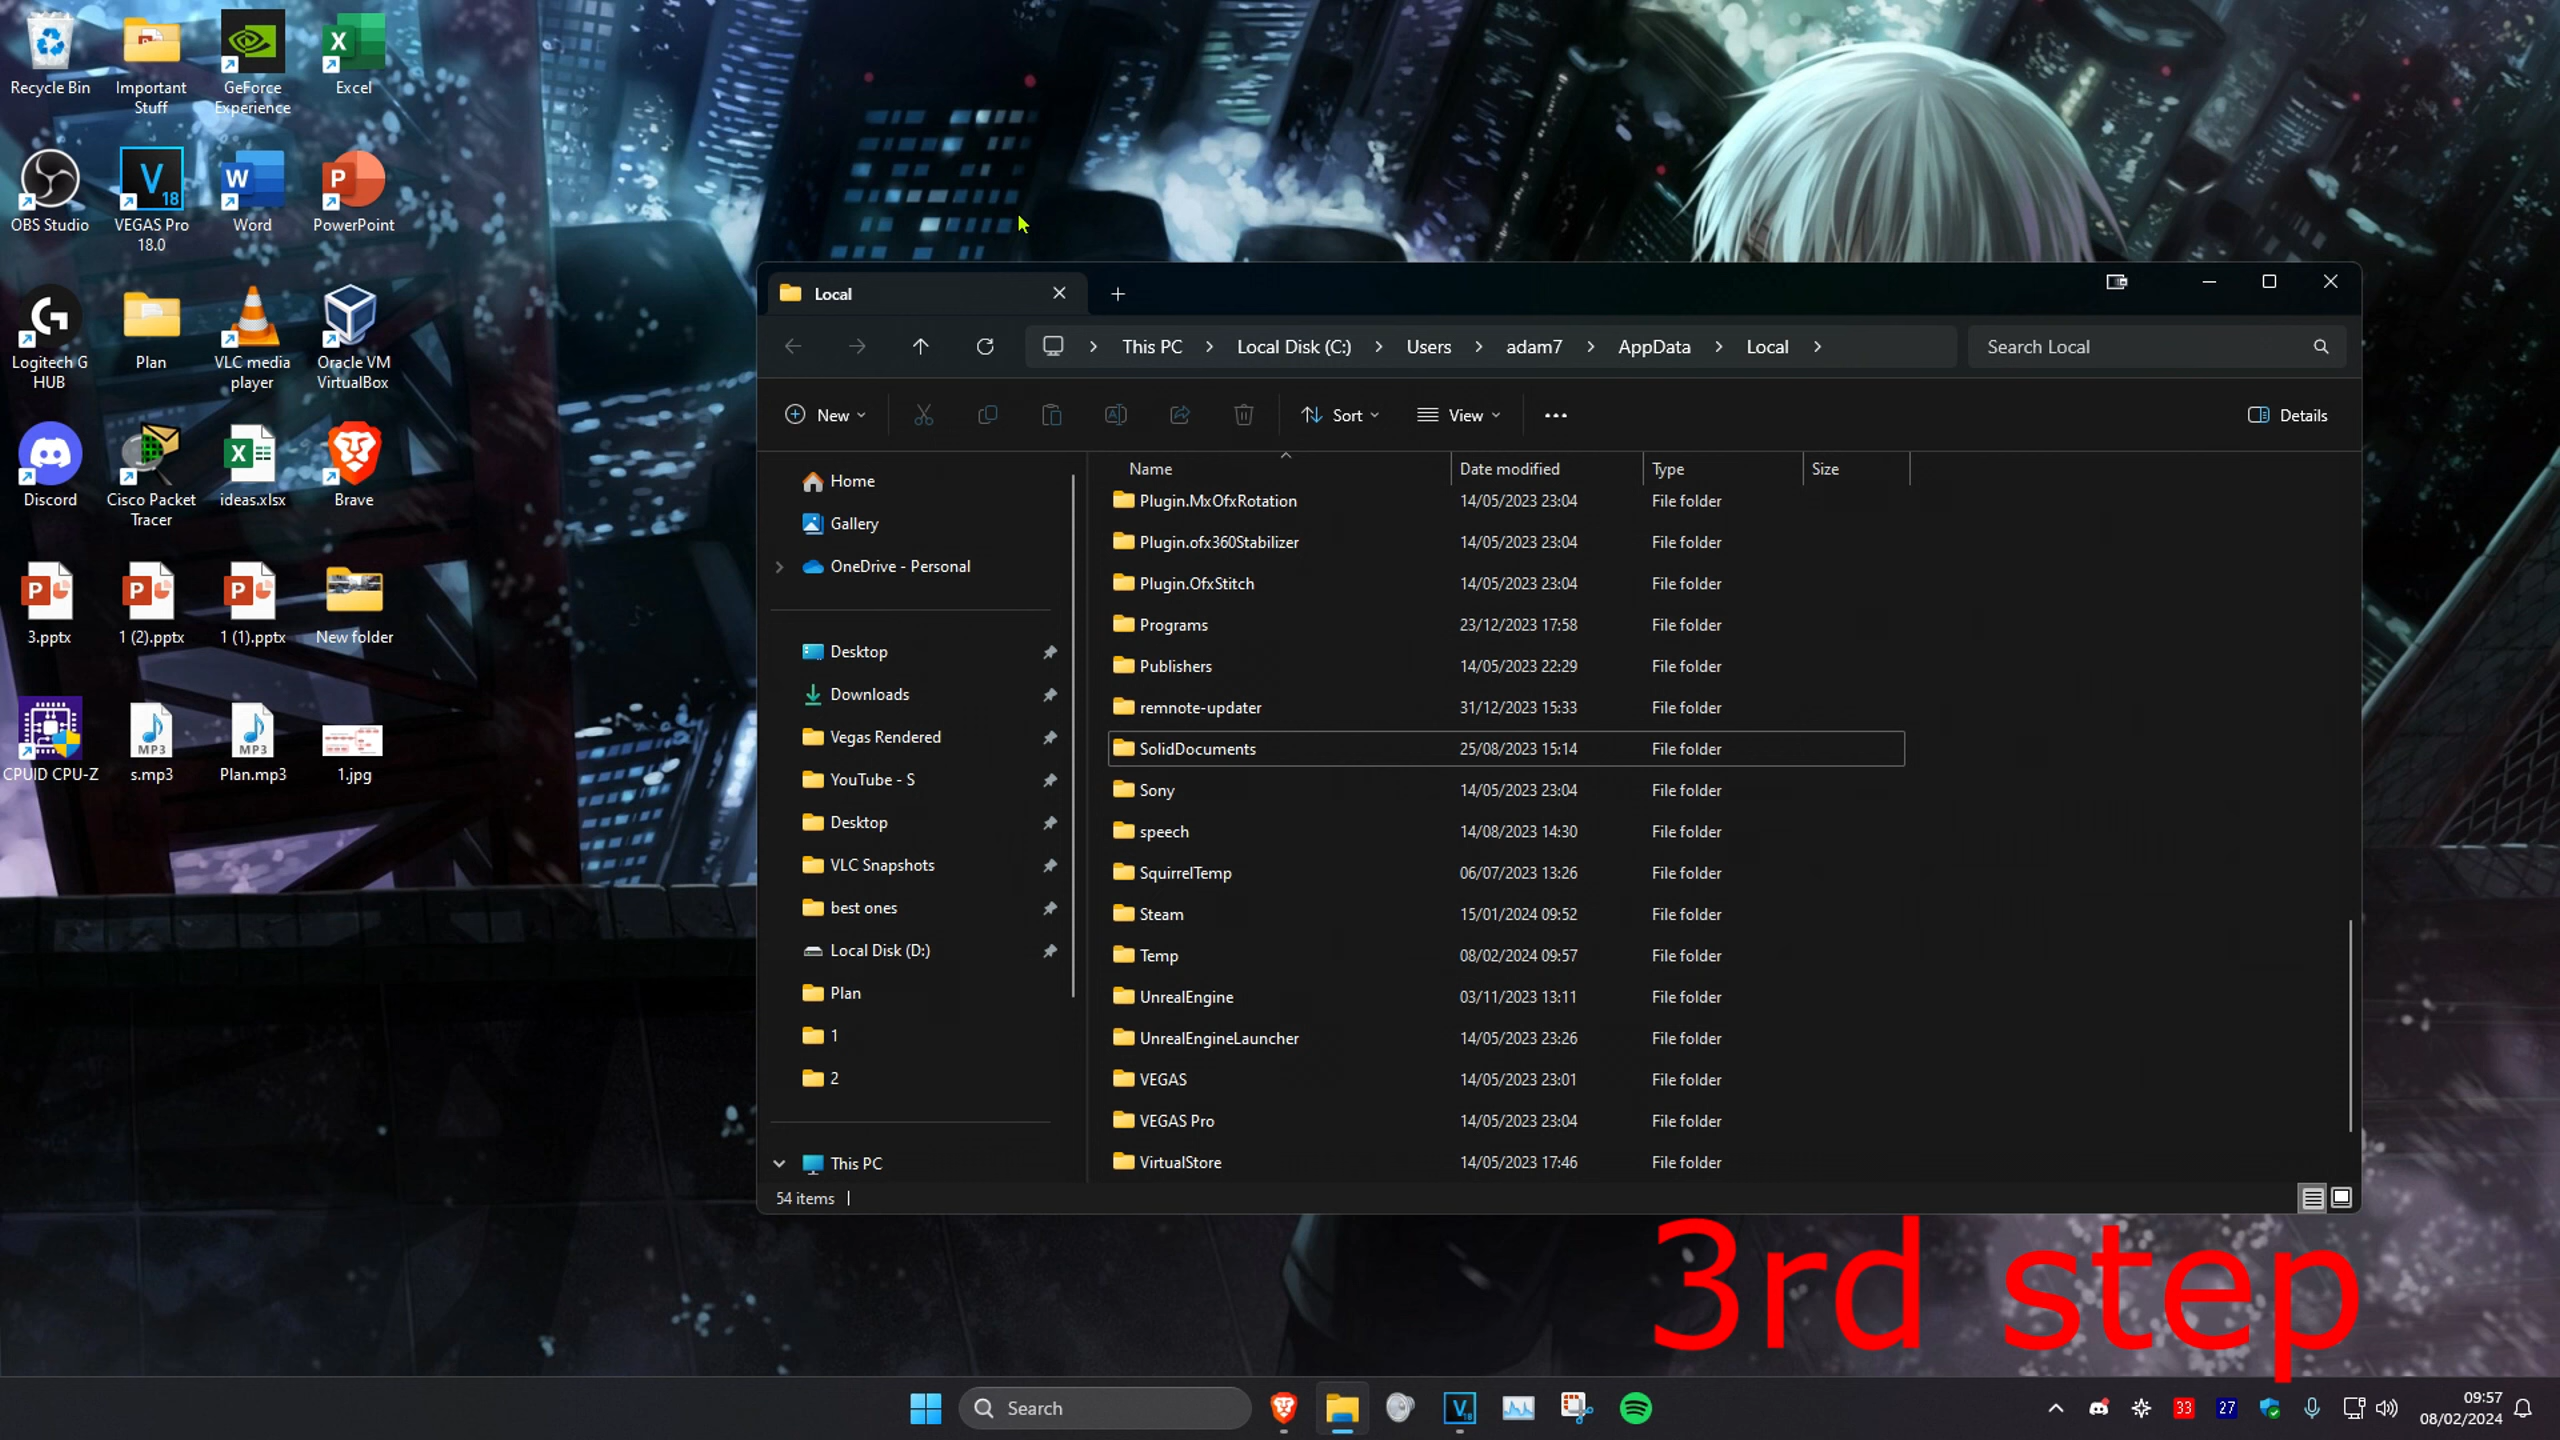 Recycle Bin
Important
Stuff
GeForce
Experience
Excel
OBS Studio
VEGAS Pro
18.0
Word
PowerPoint
Logitech G
HUB
Plan
VLC media
player
Oracle VM
VirtualBox
Discord
Cisco Packet
Tracer
ideas.xlsx
Brave
3.pptx
1 (2).pptx
1 (1).pptx
New folder
CPUID CPU-Z
s.mp3
Plan.mp3
1.jpg
Local
This PC
Local Disk (C:)
Users
adam7
AppData
Local
Search Local
New
Sort
View
Details
Home
Gallery
OneDrive - Personal
Desktop
Downloads
Vegas Rendered
YouTube - S
Desktop
VLC Snapshots
best ones
Local Disk (D:)
Plan
1
2
This PC
Name Date modified Type Size
Plugin.MxOfxRotation 14/05/2023 23:04 File folder
Plugin.ofx360Stabilizer 14/05/2023 23:04 File folder
Plugin.OfxStitch 14/05/2023 23:04 File folder
Programs 23/12/2023 17:58 File folder
Publishers 14/05/2023 22:29 File folder
remnote-updater 31/12/2023 15:33 File folder
SolidDocuments 25/08/2023 15:14 File folder
Sony 14/05/2023 23:04 File folder
speech 14/08/2023 14:30 File folder
SquirrelTemp 06/07/2023 13:26 File folder
Steam 15/01/2024 09:52 File folder
Temp 08/02/2024 09:57 File folder
UnrealEngine 03/11/2023 13:11 File folder
UnrealEngineLauncher 14/05/2023 23:26 File folder
VEGAS 14/05/2023 23:01 File folder
VEGAS Pro 14/05/2023 23:04 File folder
VirtualStore 14/05/2023 17:46 File folder
54 items
3rd step
Search
33
27
09:57
08/02/2024